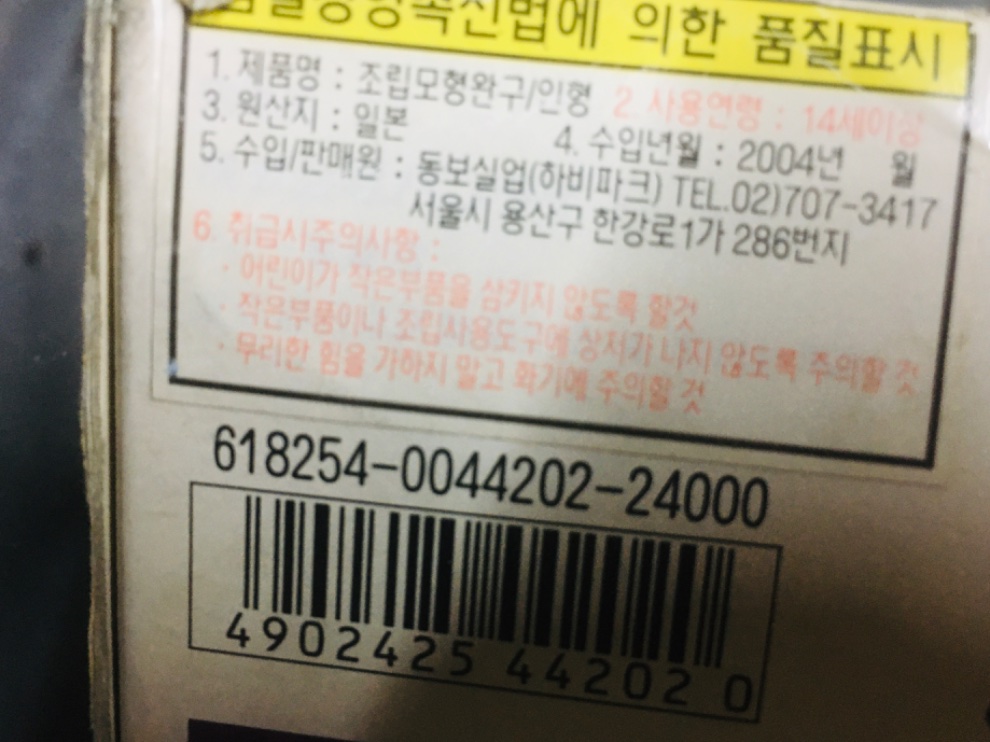 의한 품질표시
1. 제품명 : 조립모형완구/인형 2. 사용연령 : 14세이상
3. 원산지 : 일본 4. 수입년월 : 2004년 월
5. 수입/판매원 : 동보실업(하비파크) TEL.02)707-3417
서울시 용산구 한강로1가 286번지
6. 취급시주의사항 :
· 어린이가 작은부품을 삼키지 않도록 할것
· 작은부품이나 조립사용도구에 상처가 나지 않도록 주의할 것
· 무리한 힘을 가하지 말고 화기에 주의할 것
618254-0044202-24000
4902425 442020